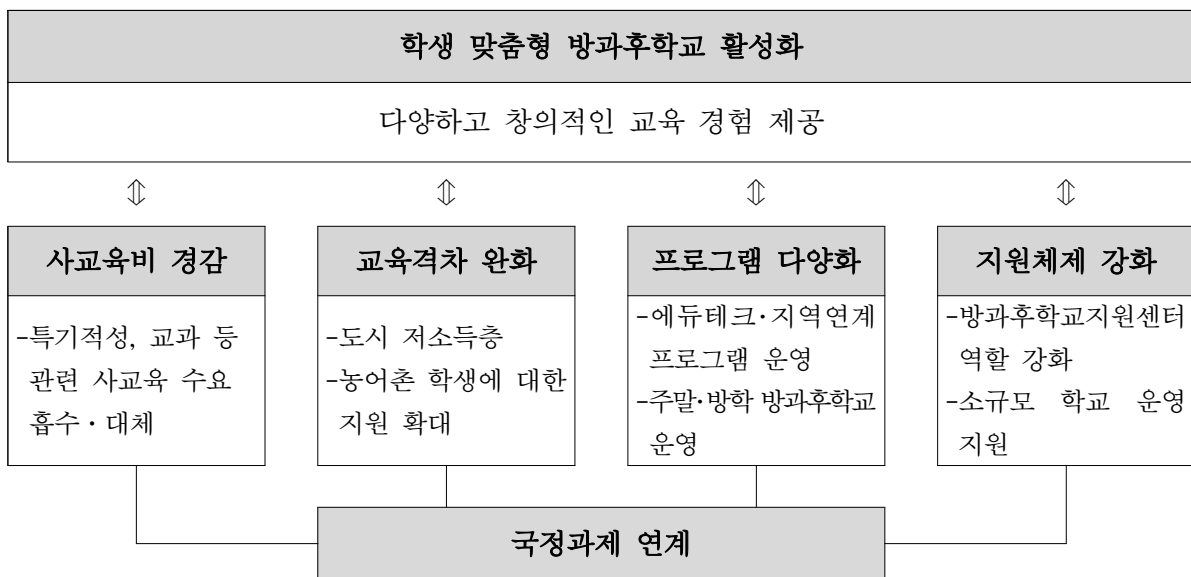 학생 맞춤형 방과후학교 활성화
다양하고 창의적인 교육 경험 제공
⇕ ⇕ ⇕ ⇕
사교육비 경감
-특기적성, 교과 등
관련 사교육 수요
흡수·대체
교육격차 완화
-도시 저소득층
-농어촌 학생에 대한
지원 확대
프로그램 다양화
-에듀테크·지역연계
프로그램 운영
-주말·방학 방과후학교
운영
지원체제 강화
-방과후학교지원센터
역할 강화
-소규모 학교 운영
지원
국정과제 연계